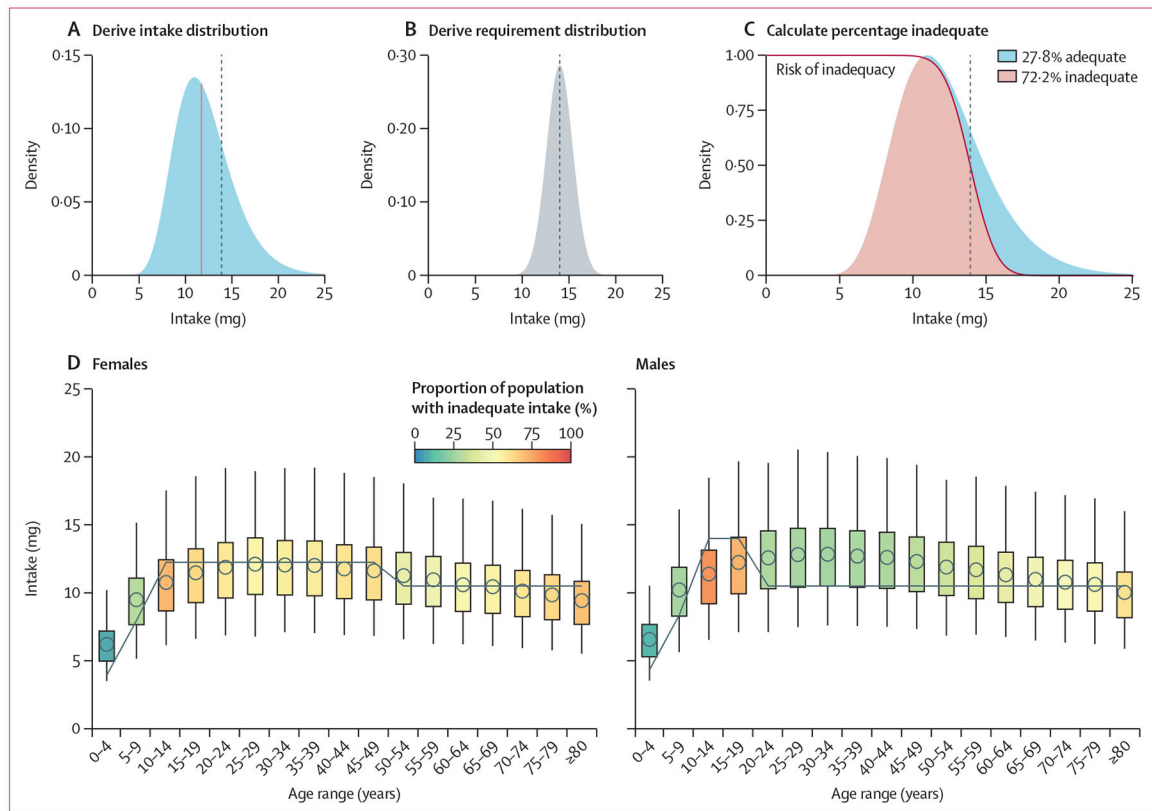 A Derive intake distribution
0·15
0·10
0·05
0
Density
0 5 10 15 20 25
Intake (mg)
B Derive requirement distribution
0·30
0·20
0·10
0
Density
0 5 10 15 20 25
Intake (mg)
C Calculate percentage inadequate
1·00
0·75
0·50
0·25
0
Density
Risk of inadequacy
27·8% adequate
72·2% inadequate
0 5 10 15 20 25
Intake (mg)
D Females
25
20
15
10
5
0
Intake (mg)
Proportion of population
with inadequate intake (%)
0 25 50 75 100
0–4 5–9 10–14 15–19 20–24 25–29 30–34 35–39 40–44 45–49 50–54 55–59 60–64 65–69 70–74 75–79 ≥80
Age range (years)
Males
0–4 5–9 10–14 15–19 20–24 25–29 30–34 35–39 40–44 45–49 50–54 55–59 60–64 65–69 70–74 75–79 ≥80
Age range (years)